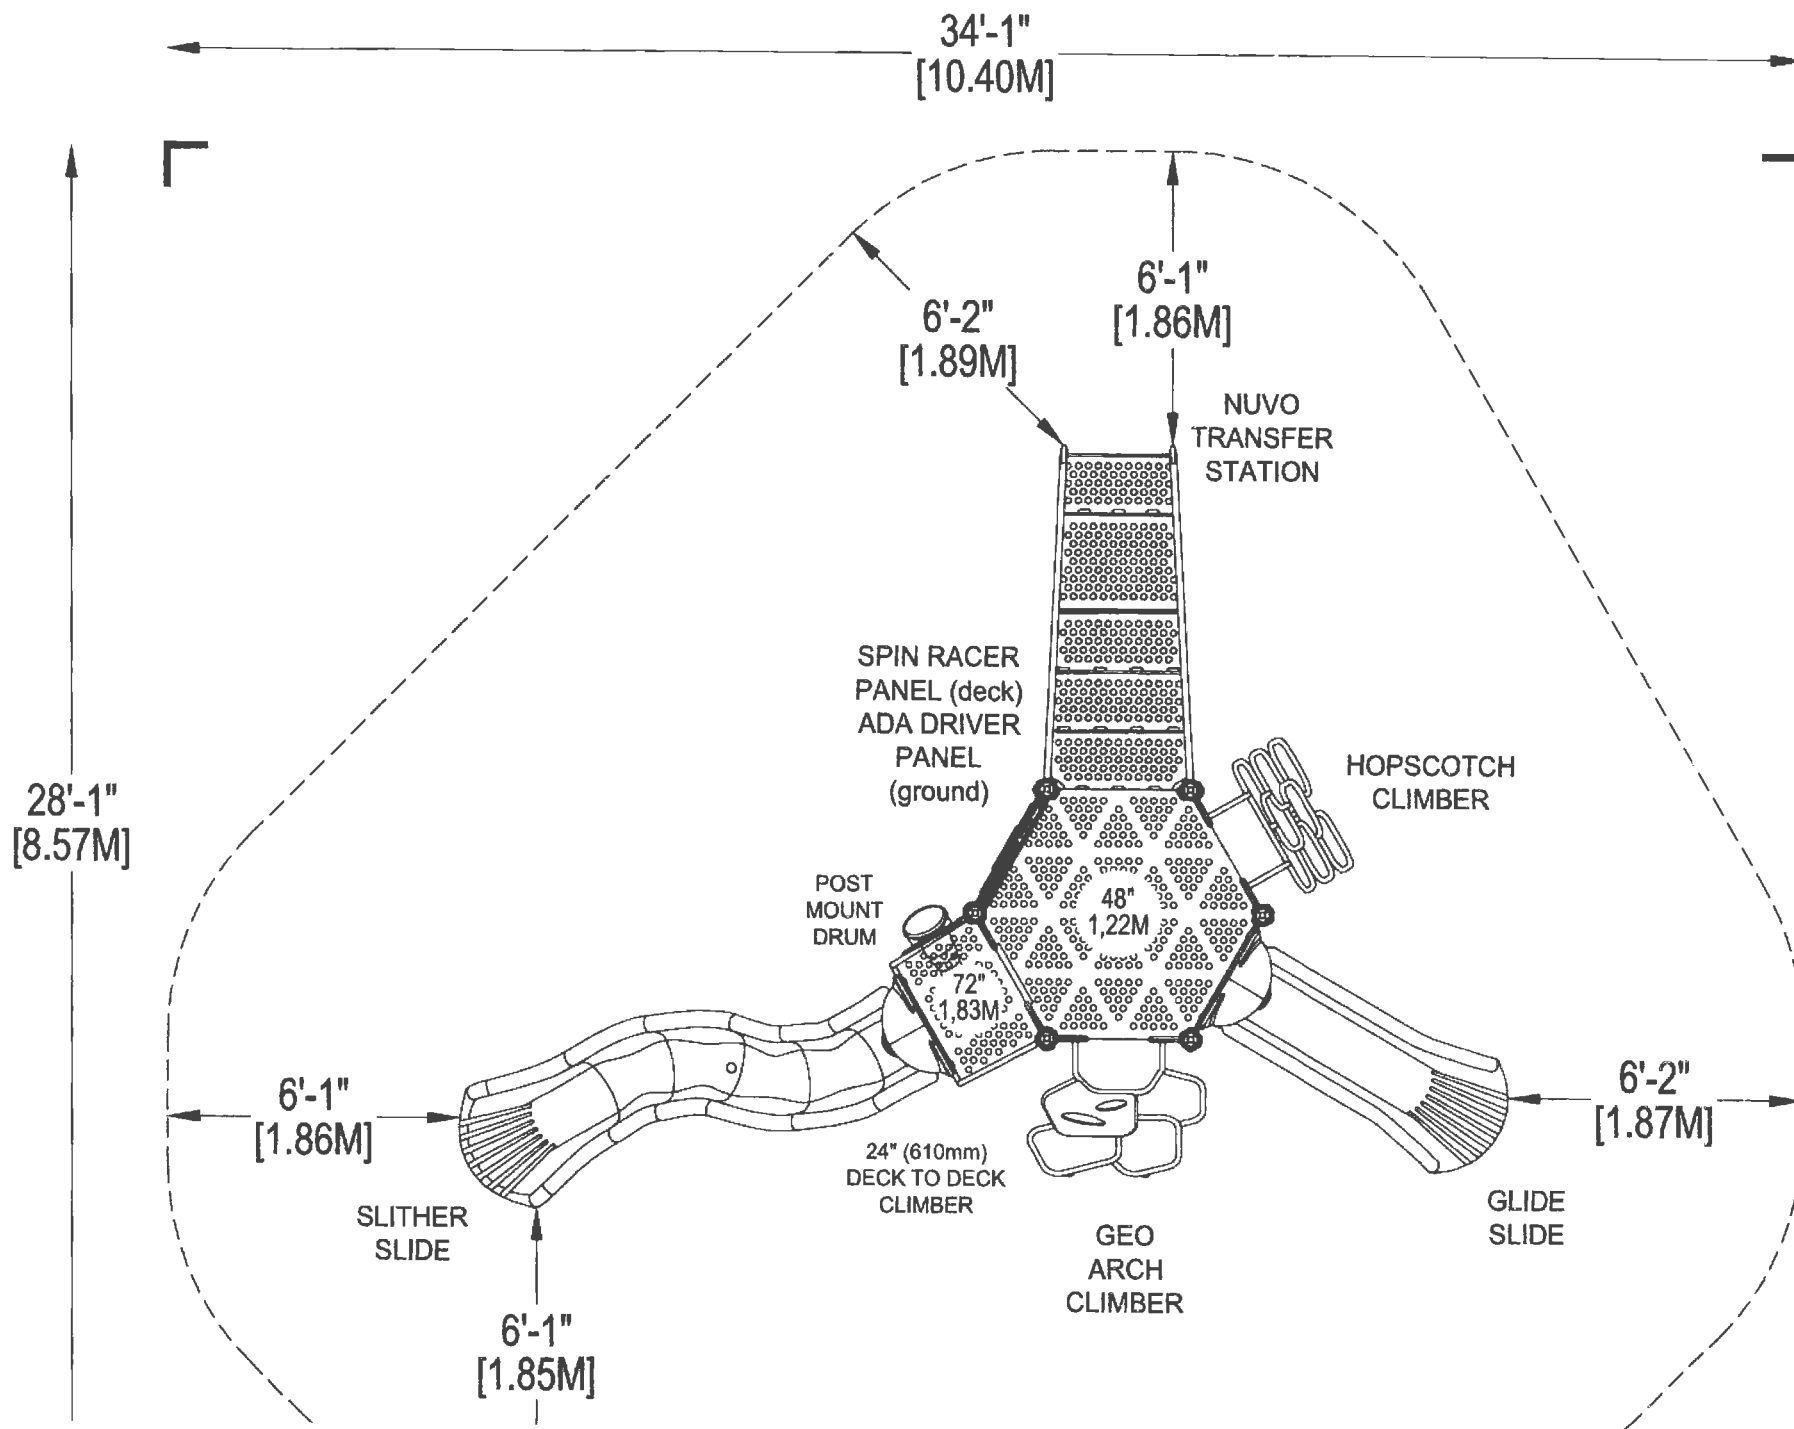 34'-1"
[10.40M]
6'-1"
[1.86M]
6'-2"
[1.89M]
NUVO
TRANSFER
STATION
SPIN RACER
PANEL (deck)
ADA DRIVER
PANEL
(ground)
HOPSCOTCH
CLIMBER
28'-1"
[8.57M]
POST
MOUNT
DRUM
48"
1,22M
72"
1,83M
6'-1"
[1.86M]
6'-2"
[1.87M]
24" (610mm)
DECK TO DECK
CLIMBER
SLITHER
SLIDE
GLIDE
SLIDE
GEO
ARCH
CLIMBER
6'-1"
[1.85M]